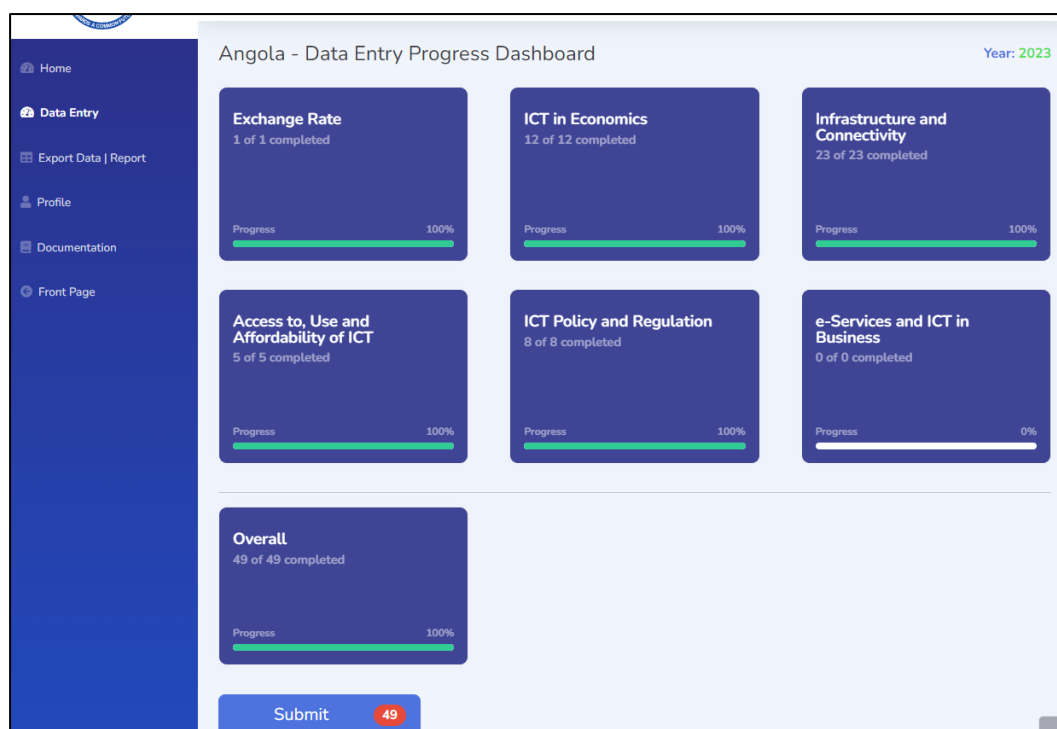 Home
Data Entry
Export Data | Report
Profile
Documentation
Front Page
Angola - Data Entry Progress Dashboard
Year: 2023
Exchange Rate
1 of 1 completed
Progress 100%
ICT in Economics
12 of 12 completed
Progress 100%
Infrastructure and
Connectivity
23 of 23 completed
Progress 100%
Access to, Use and
Affordability of ICT
5 of 5 completed
Progress 100%
ICT Policy and Regulation
8 of 8 completed
Progress 100%
e-Services and ICT in
Business
0 of 0 completed
Progress 0%
Overall
49 of 49 completed
Progress 100%
Submit 49